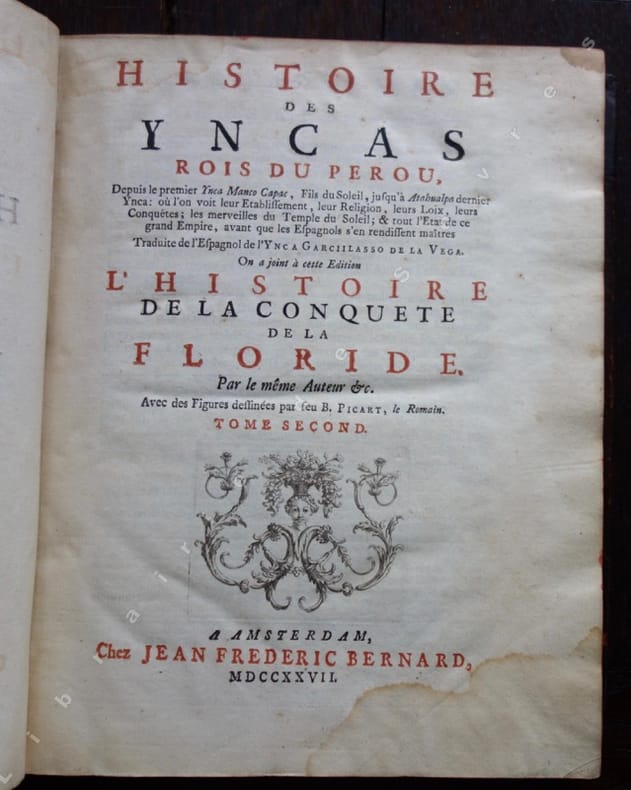 HISTOIRE
DES
YNCAS
ROIS DU PEROU,
Depuis le premier Ynca Manco Capac, Fils du Soleil, jusqu'à Atahualpa dernier
Ynca: où l'on voit leur Etablissement, leur Religion, leurs Loix, leurs
Conquêtes; les merveilles du Temple du Soleil; & tout l'Etat de ce
grand Empire, avant que les Espagnols s'en rendissent maîtres
Traduite de l'Espagnol de l'YNCA GARCIILASSO DE LA VEGA.
On a joint à cette Edition
L'HISTOIRE
DE LA CONQUETE
DE LA
FLORIDE.
Par le même Auteur &c.
Avec des Figures dessinées par feu B. PICART, le Romain.
TOME SECOND.
A AMSTERDAM,
Chez JEAN FREDERIC BERNARD,
MDCCXXVII.